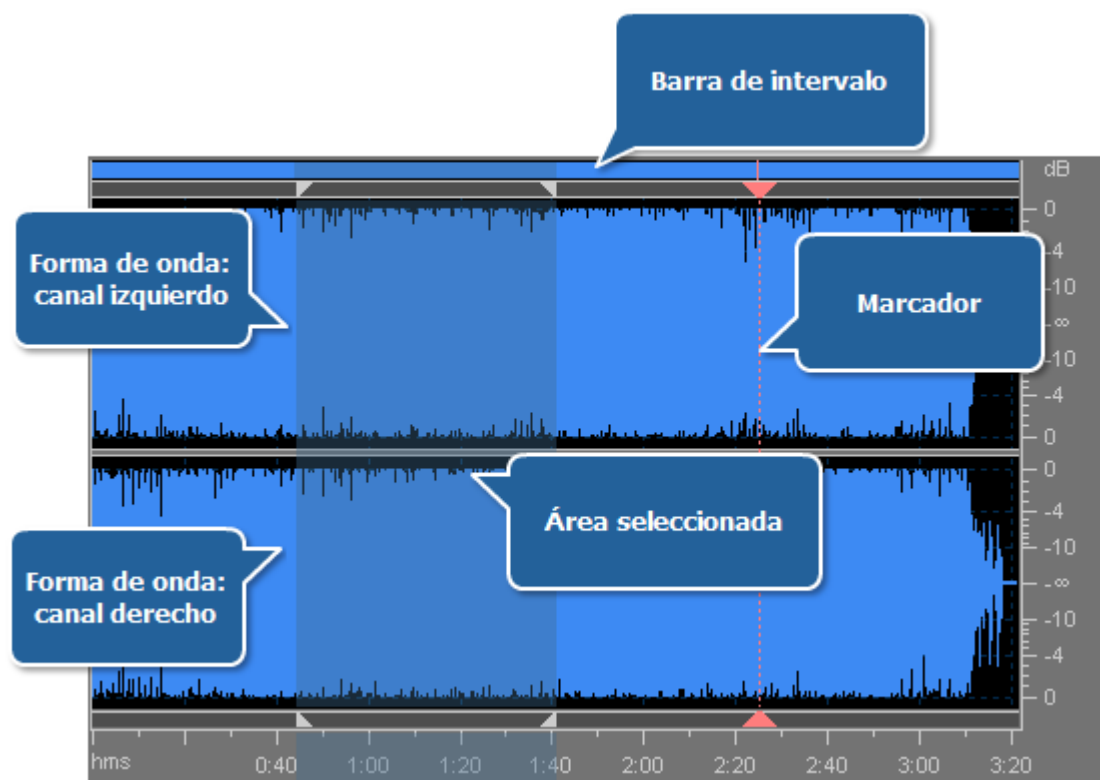 Barra de intervalo
dB
0
-4
-10
-∞
-10
-4
0
Forma de onda:
canal izquierdo
Marcador
0
-4
-10
-∞
-10
-4
0
Área seleccionada
Forma de onda:
canal derecho
hms 0:40 1:00 1:20 1:40 2:00 2:20 2:40 3:00 3:20